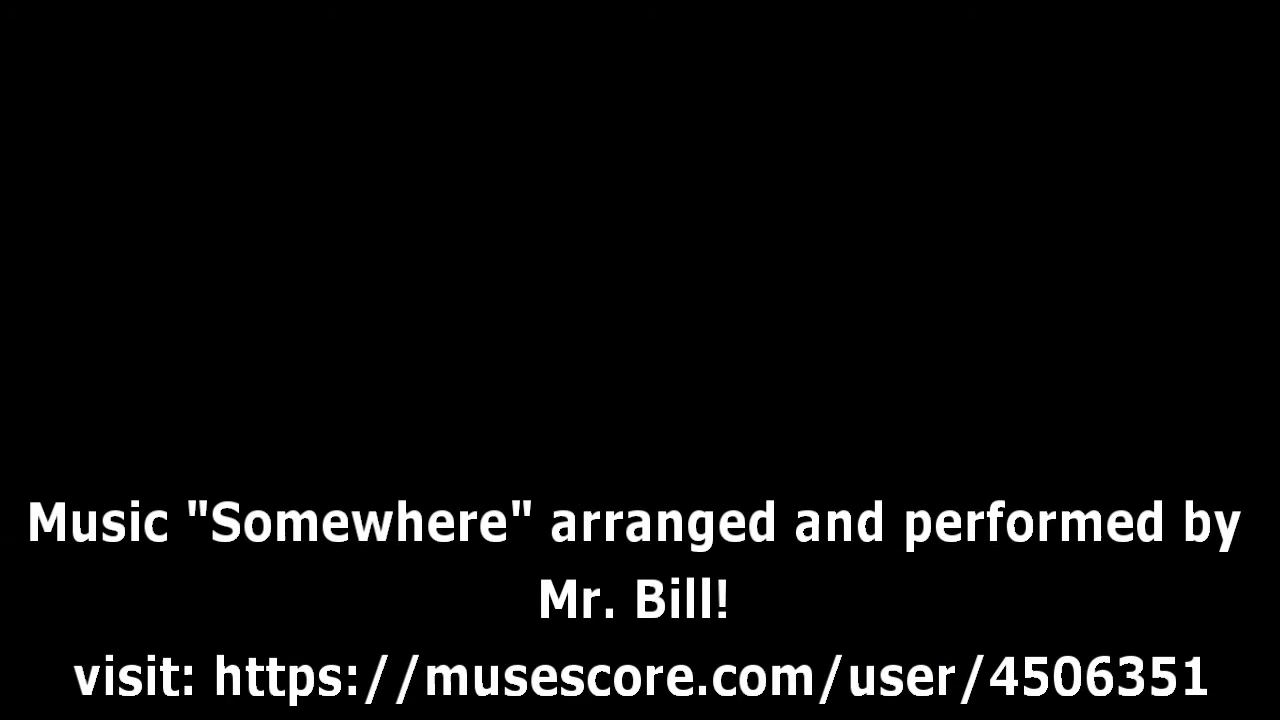 Music "Somewhere" arranged and performed by
Mr. Bill!
visit: https://musescore.com/user/4506351